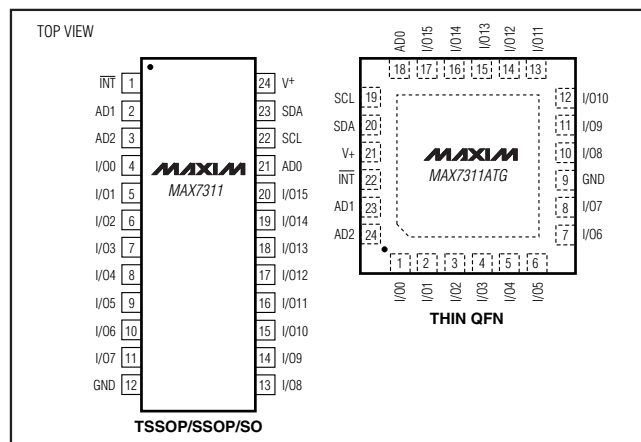 TOP VIEW
INT 1
AD1 2
AD2 3
I/O0 4
I/O1 5
I/O2 6
I/O3 7
I/O4 8
I/O5 9
I/O6 10
I/O7 11
GND 12
24 V+
23 SDA
22 SCL
21 AD0
20 I/O15
19 I/O14
18 I/O13
17 I/O12
16 I/O11
15 I/O10
14 I/O9
13 I/O8
MAXIM
MAX7311
TSSOP/SSOP/SO
AD0 I/O15 I/O14 I/O13 I/O12 I/O11
18 17 16 15 14 13
SCL 19
SDA 20
V+ 21
INT 22
AD1 23
AD2 24
12 I/O10
11 I/O9
10 I/O8
9 GND
8 I/O7
7 I/O6
MAXIM
MAX7311ATG
1 2 3 4 5 6
I/O0 I/O1 I/O2 I/O3 I/O4 I/O5
THIN QFN